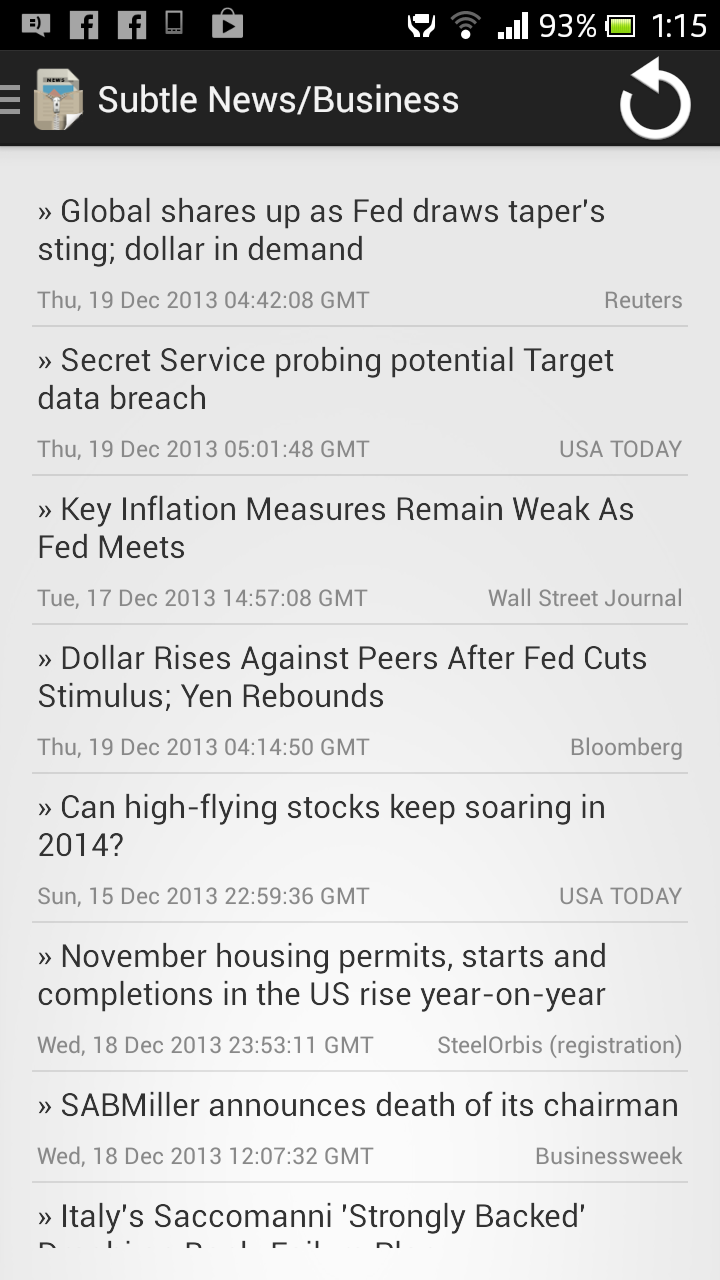 93% 1:15
NEWS
Subtle News/Business
» Global shares up as Fed draws taper's
sting; dollar in demand
Thu, 19 Dec 2013 04:42:08 GMT Reuters
» Secret Service probing potential Target
data breach
Thu, 19 Dec 2013 05:01:48 GMT USA TODAY
» Key Inflation Measures Remain Weak As
Fed Meets
Tue, 17 Dec 2013 14:57:08 GMT Wall Street Journal
» Dollar Rises Against Peers After Fed Cuts
Stimulus; Yen Rebounds
Thu, 19 Dec 2013 04:14:50 GMT Bloomberg
» Can high-flying stocks keep soaring in
2014?
Sun, 15 Dec 2013 22:59:36 GMT USA TODAY
» November housing permits, starts and
completions in the US rise year-on-year
Wed, 18 Dec 2013 23:53:11 GMT SteelOrbis (registration)
» SABMiller announces death of its chairman
Wed, 18 Dec 2013 12:07:32 GMT Businessweek
» Italy's Saccomanni 'Strongly Backed'